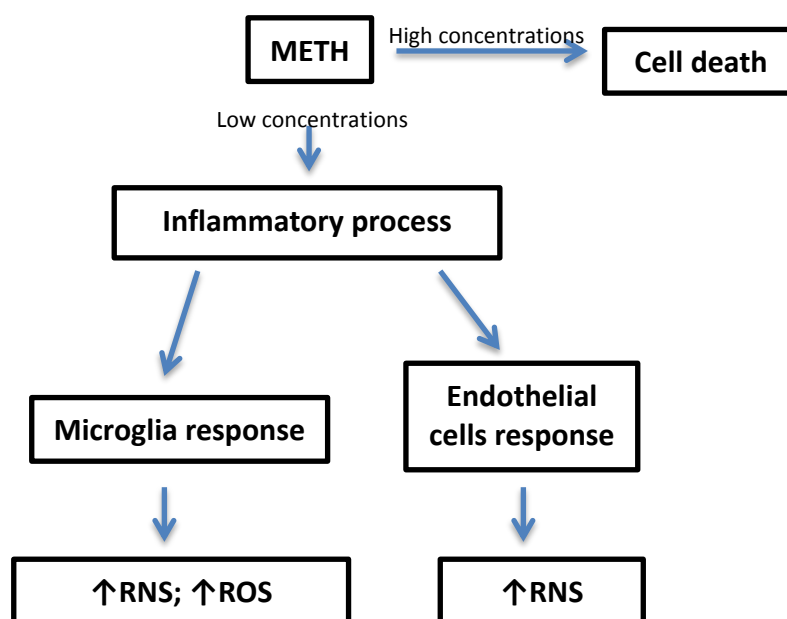 METH
High concentrations
Cell death
Low concentrations
Inflammatory process
Microglia response
Endothelial
cells response
↑RNS; ↑ROS
↑RNS